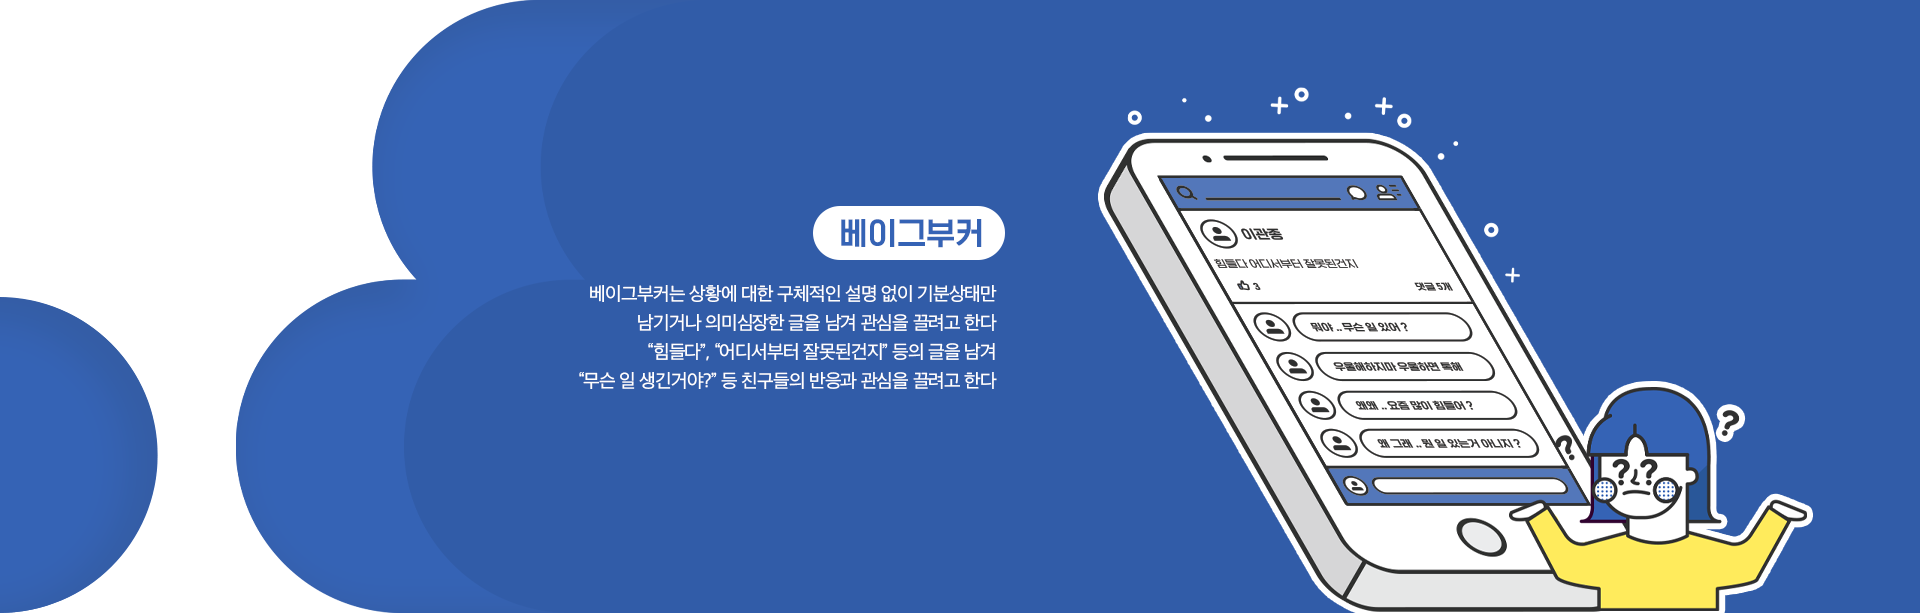 베이그부커
베이그부커는 상황에 대한 구체적인 설명 없이 기분상태만
남기거나 의미심장한 글을 남겨 관심을 끌려고 한다
“힘들다”, “어디서부터 잘못된건지” 등의 글을 남겨
“무슨 일 생긴거야?” 등 친구들의 반응과 관심을 끌려고 한다
이관종
힘들다 어디서부터 잘못된건지
3
댓글 5개
뭐야 ..무슨 일 있어 ?
우울해하지마 우울하면 톡해
왜왜 ..요즘 많이 힘들어 ?
왜 그래 ..뭔 일 있는거 아니지 ?
?
?
? ?